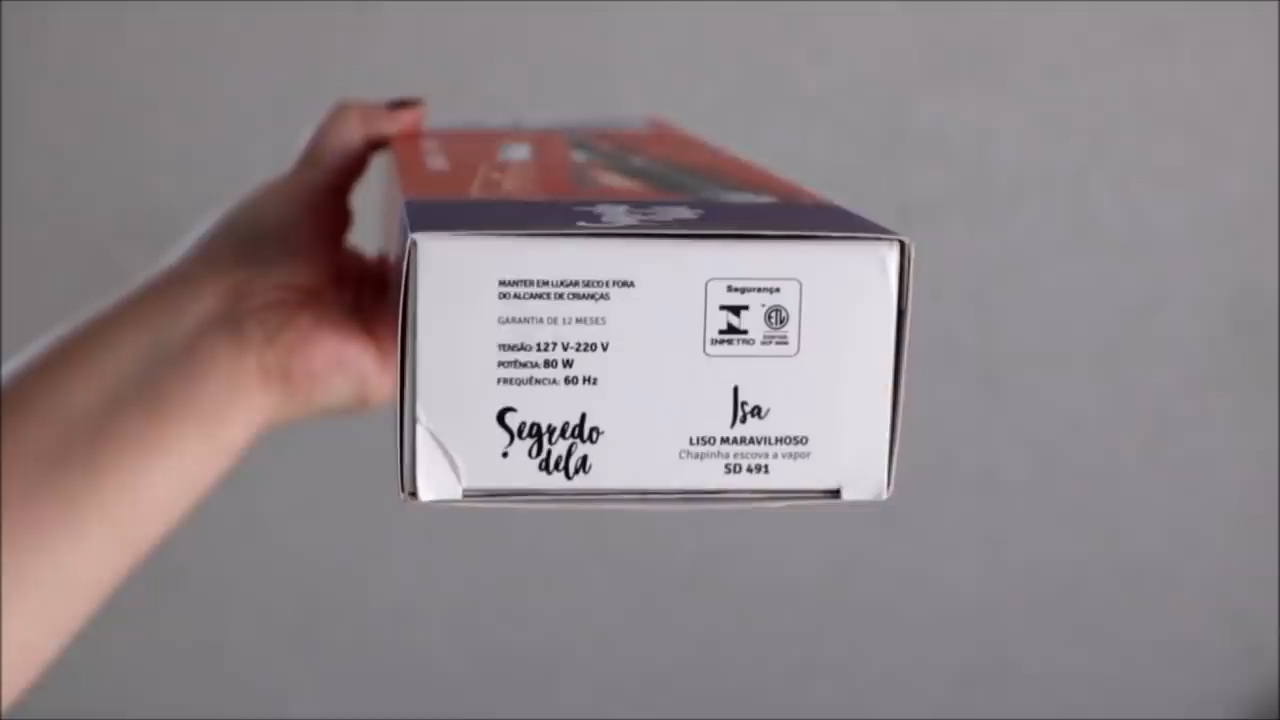 MANTER EM LUGAR SECO E FORA
DO ALCANCE DE CRIANÇAS
GARANTIA DE 12 MESES
TENSÃO: 127 V-220 V
POTÊNCIA: 80 W
FREQUÊNCIA: 60 Hz
Segredo
dela
Segurança
INMETRO
ETL
Isa
LISO MARAVILHOSO
Chapinha escova a vapor
SD 491